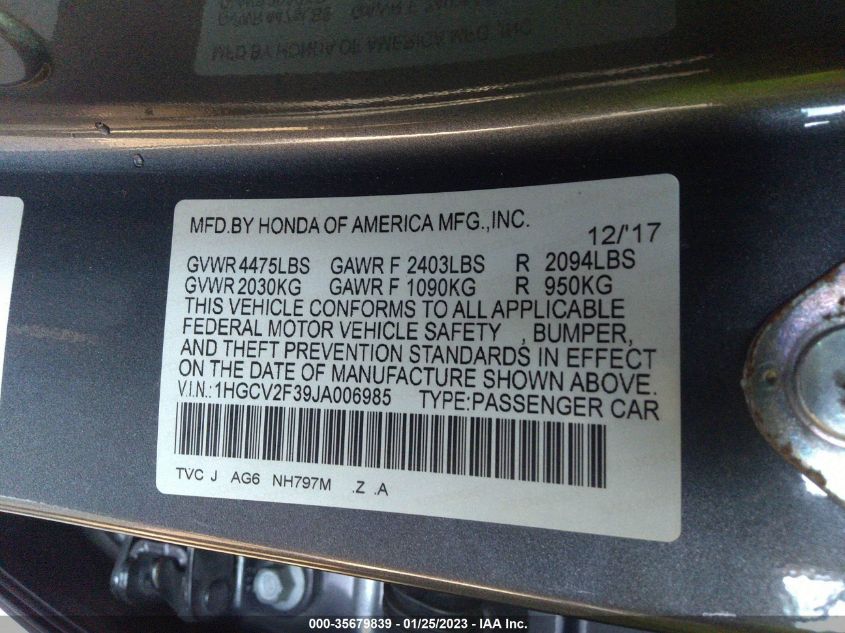 MFD.BY HONDA OF AMERICA MFG.,INC.
12/'17
GVWR 4475LBS GAWR F 2403LBS R 2094LBS
GVWR 2030KG GAWR F 1090KG R 950KG
THIS VEHICLE CONFORMS TO ALL APPLICABLE
FEDERAL MOTOR VEHICLE SAFETY , BUMPER,
AND THEFT PREVENTION STANDARDS IN EFFECT
ON THE DATE OF MANUFACTURE SHOWN ABOVE.
V.I.N.:1HGCV2F39JA006985 TYPE:PASSENGER CAR
TVC J AG6 NH797M .Z .A
000-35679839 - 01/25/2023 - IAA Inc.